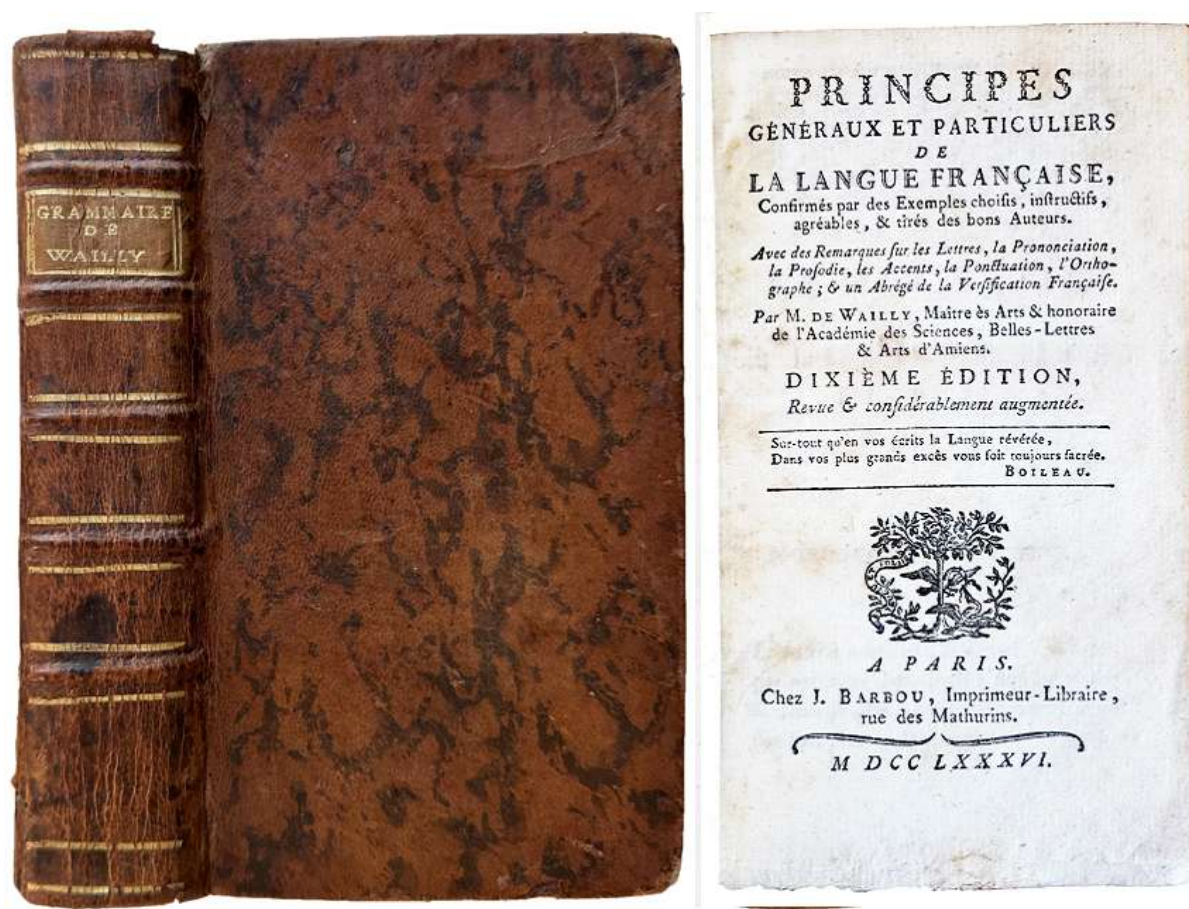 GRAMMAIRE
DE
WAILLY
PRINCIPES
GÉNÉRAUX ET PARTICULIERS
DE
LA LANGUE FRANÇAISE,
Confirmés par des Exemples choiſis, inſtructifs,
agréables, & tirés des bons Auteurs.
Avec des Remarques ſur les Lettres, la Prononciation,
la Proſodie, les Accents, la Ponctuation, l'Ortho-
graphe ; & un Abrégé de la Verſification Françaiſe.
Par M. DE WAILLY, Maître ès Arts & honoraire
de l'Académie des Sciences, Belles-Lettres
& Arts d'Amiens.
DIXIÈME ÉDITION,
Revue & conſidérablement augmentée.
Sur-tout qu'en vos écrits la Langue révérée,
Dans vos plus grands excès vous ſoit toujours ſacrée.
BOILEAU.
A PARIS.
Chez J. BARBOU, Imprimeur-Libraire,
rue des Mathurins.
M DCC LXXXVI.